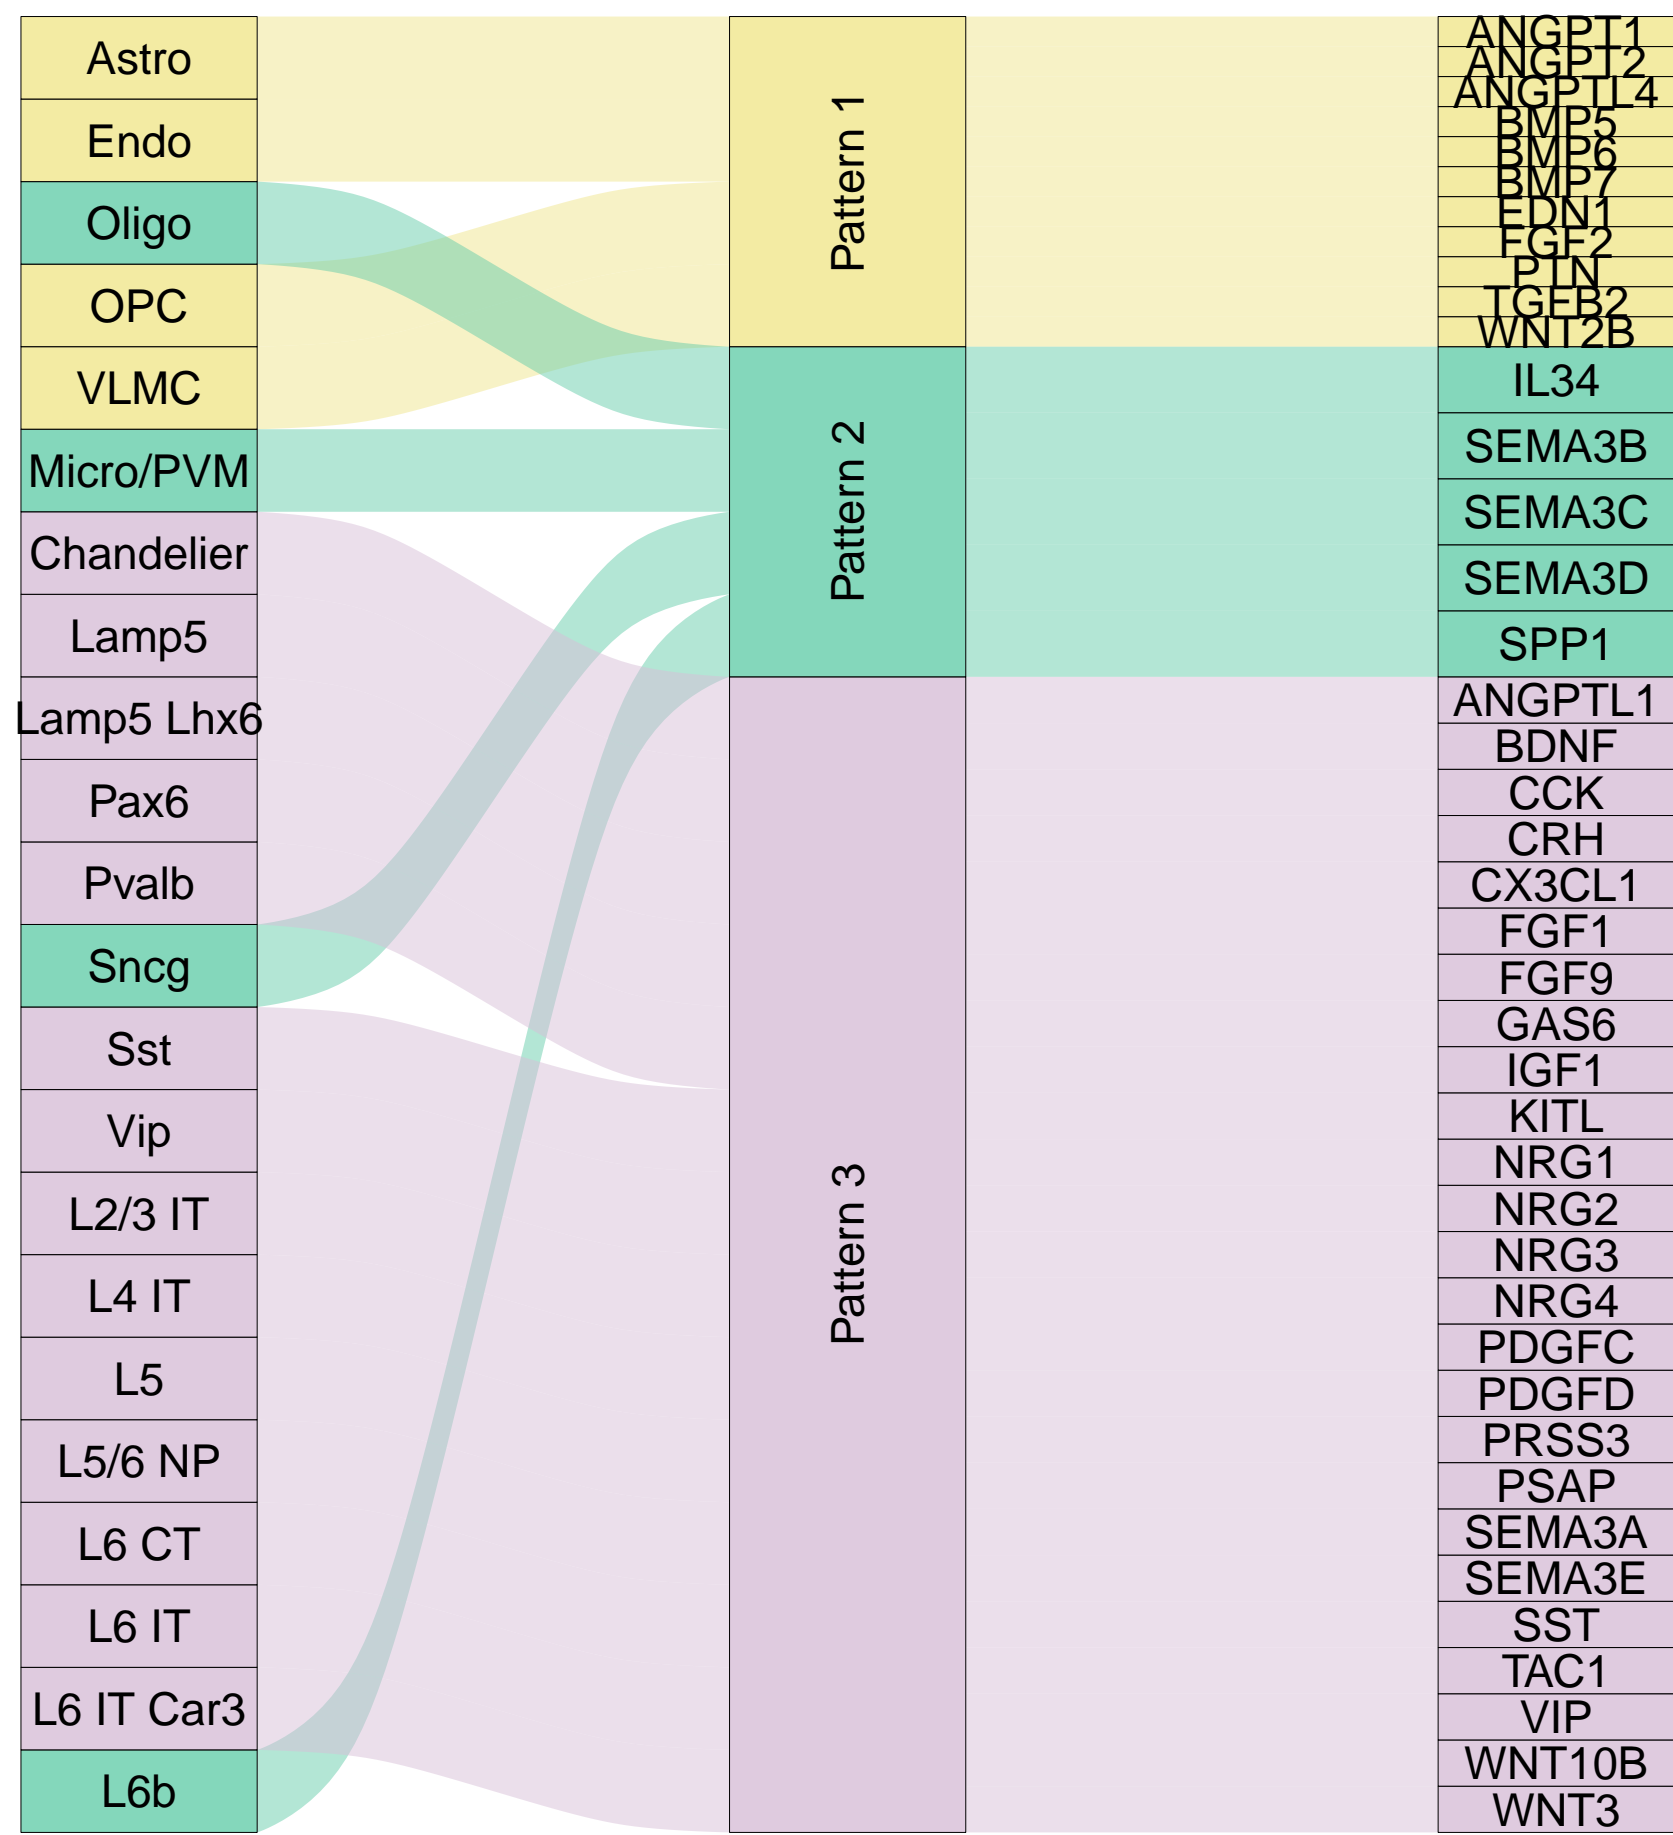 Astro
Endo
Oligo
OPC
VLMC
Micro/PVM
Chandelier
Lamp5
Lamp5 Lhx6
Pax6
Pvalb
Sncg
Sst
Vip
L2/3 IT
L4 IT
L5
L5/6 NP
L6 CT
L6 IT
L6 IT Car3
L6b
Pattern 1
Pattern 2
Pattern 3
ANGPT1
ANGPT2
ANGPTL4
BMP5
BMP6
BMP7
EDN1
FGF2
PTN
TGFB2
WNT2B
IL34
SEMA3B
SEMA3C
SEMA3D
SPP1
ANGPTL1
BDNF
CCK
CRH
CX3CL1
FGF1
FGF9
GAS6
IGF1
KITL
NRG1
NRG2
NRG3
NRG4
PDGFC
PDGFD
PRSS3
PSAP
SEMA3A
SEMA3E
SST
TAC1
VIP
WNT10B
WNT3